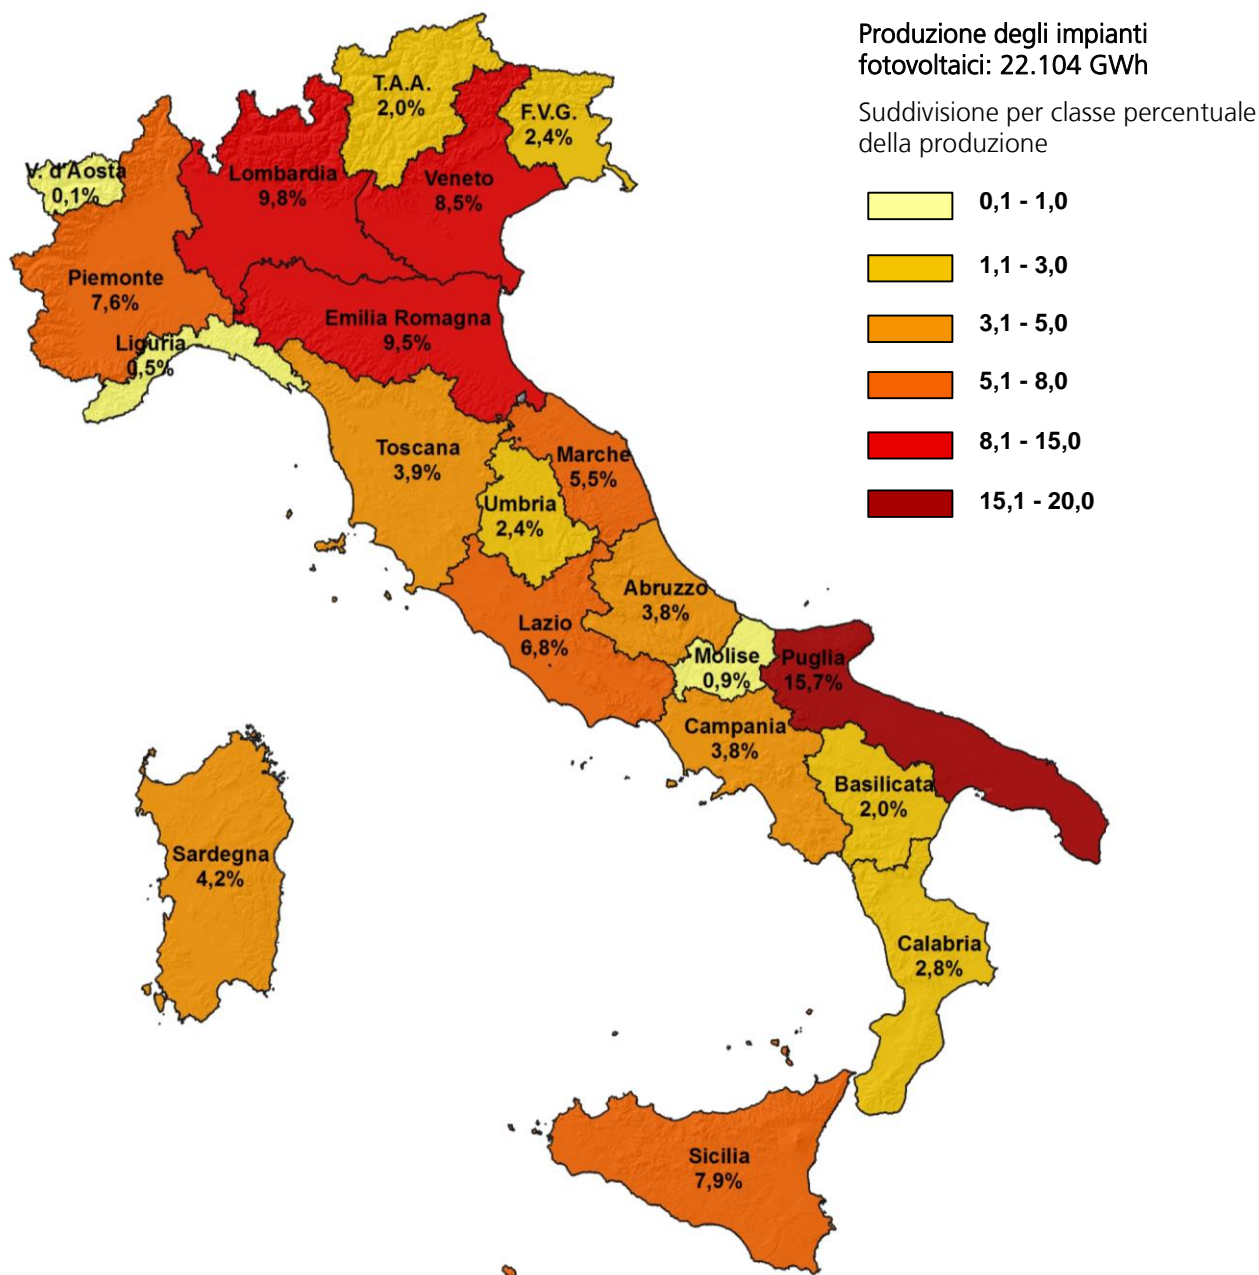 Produzione degli impianti
fotovoltaici: 22.104 GWh
Suddivisione per classe percentuale
della produzione
0,1 - 1,0
1,1 - 3,0
3,1 - 5,0
5,1 - 8,0
8,1 - 15,0
15,1 - 20,0
T.A.A.
2,0%
F.V.G.
2,4%
V. d'Aosta
0,1%
Lombardia
9,8%
Veneto
8,5%
Piemonte
7,6%
Emilia Romagna
9,5%
Liguria
0,5%
Toscana
3,9%
Marche
5,5%
Umbria
2,4%
Abruzzo
3,8%
Lazio
6,8%
Molise
0,9%
Puglia
15,7%
Campania
3,8%
Basilicata
2,0%
Sardegna
4,2%
Calabria
2,8%
Sicilia
7,9%